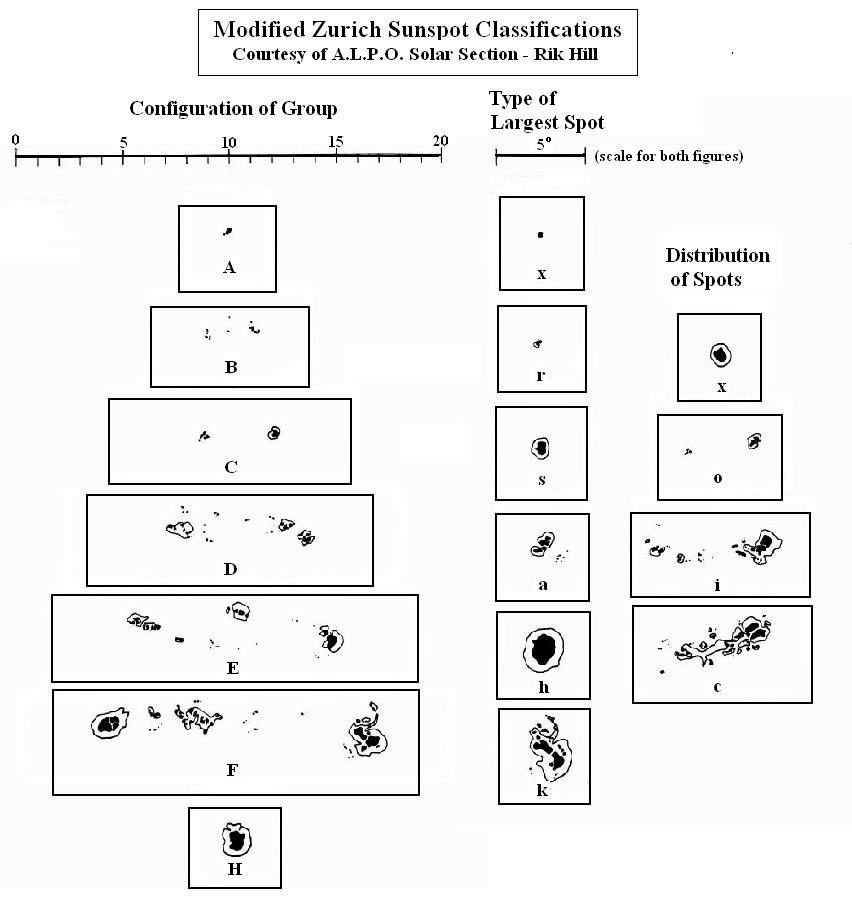 Modified Zurich Sunspot Classifications
Courtesy of A.L.P.O. Solar Section - Rik Hill
Configuration of Group
0 5 10 15 20
Type of
Largest Spot
5°
(scale for both figures)
A
B
C
D
E
F
H
x
r
s
a
h
k
Distribution
of Spots
x
o
i
c